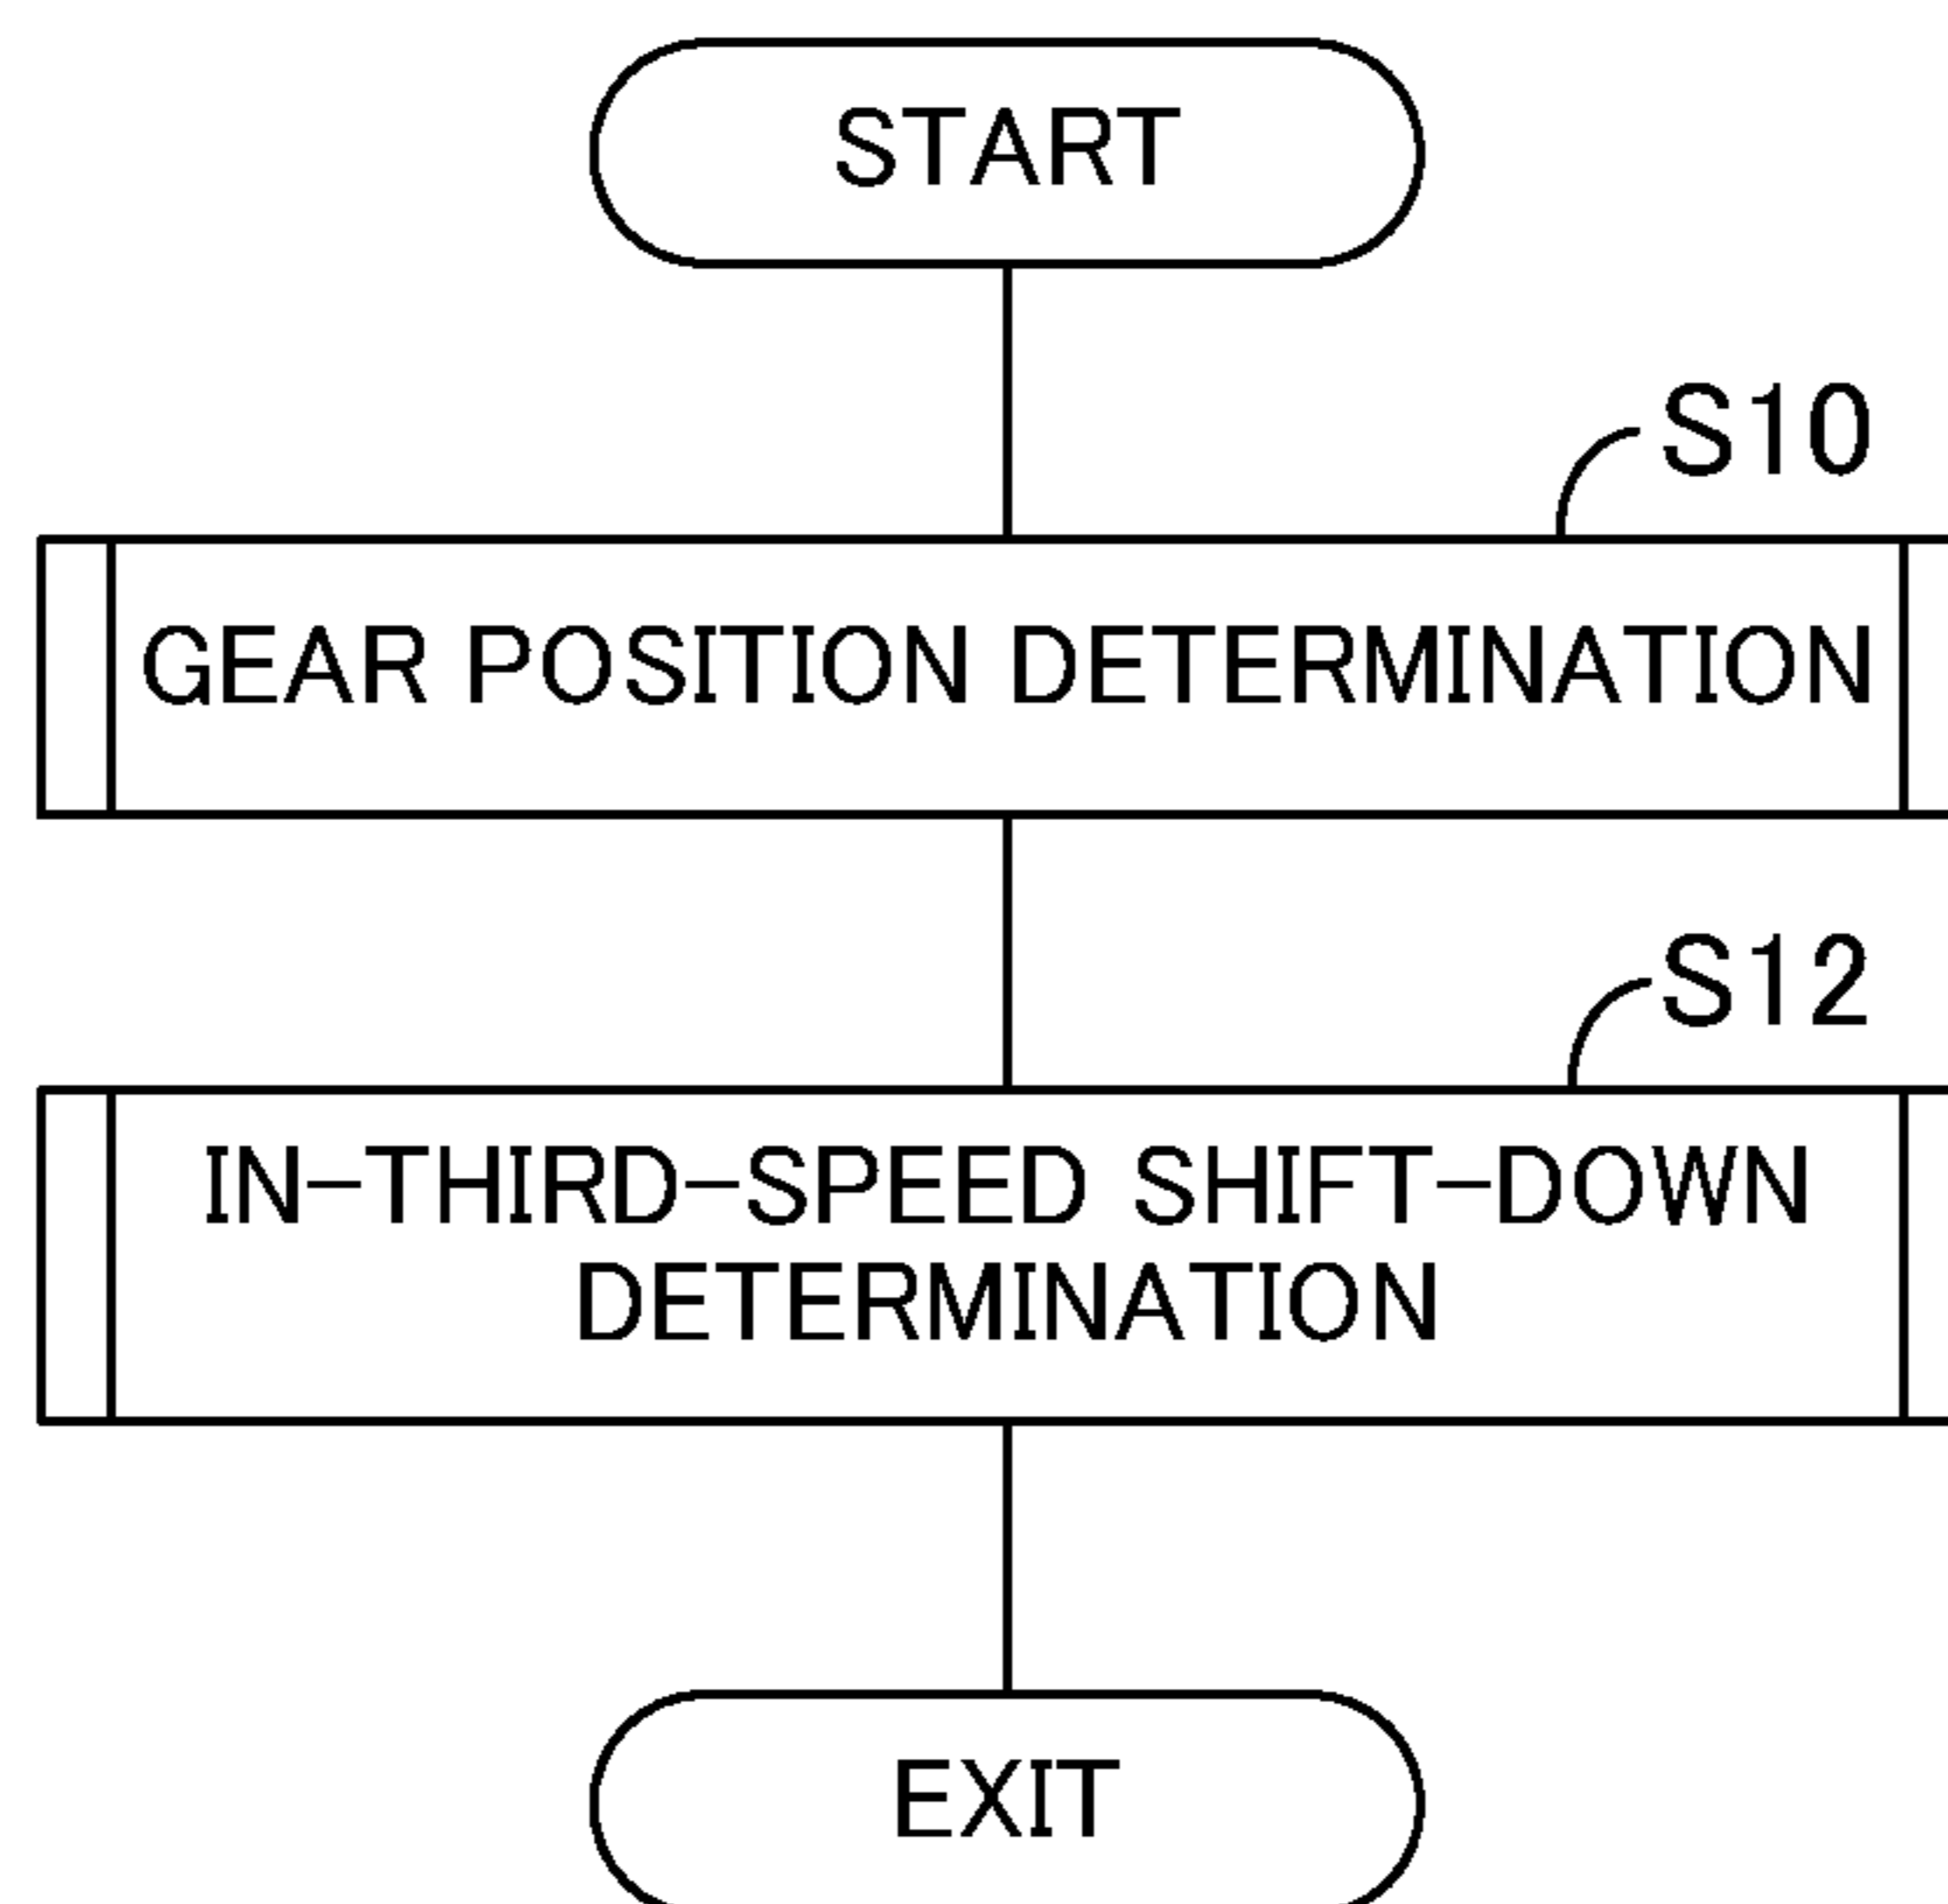 START
S10
GEAR POSITION DETERMINATION
S12
IN-THIRD-SPEED SHIFT-DOWN
DETERMINATION
EXIT